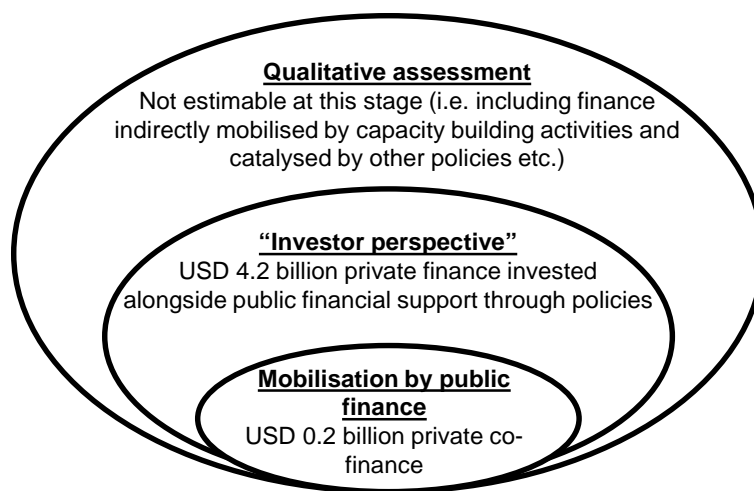 Qualitative assessment
Not estimable at this stage (i.e. including finance
indirectly mobilised by capacity building activities and
catalysed by other policies etc.)
“Investor perspective”
USD 4.2 billion private finance invested
alongside public financial support through policies
Mobilisation by public
finance
USD 0.2 billion private co-
finance